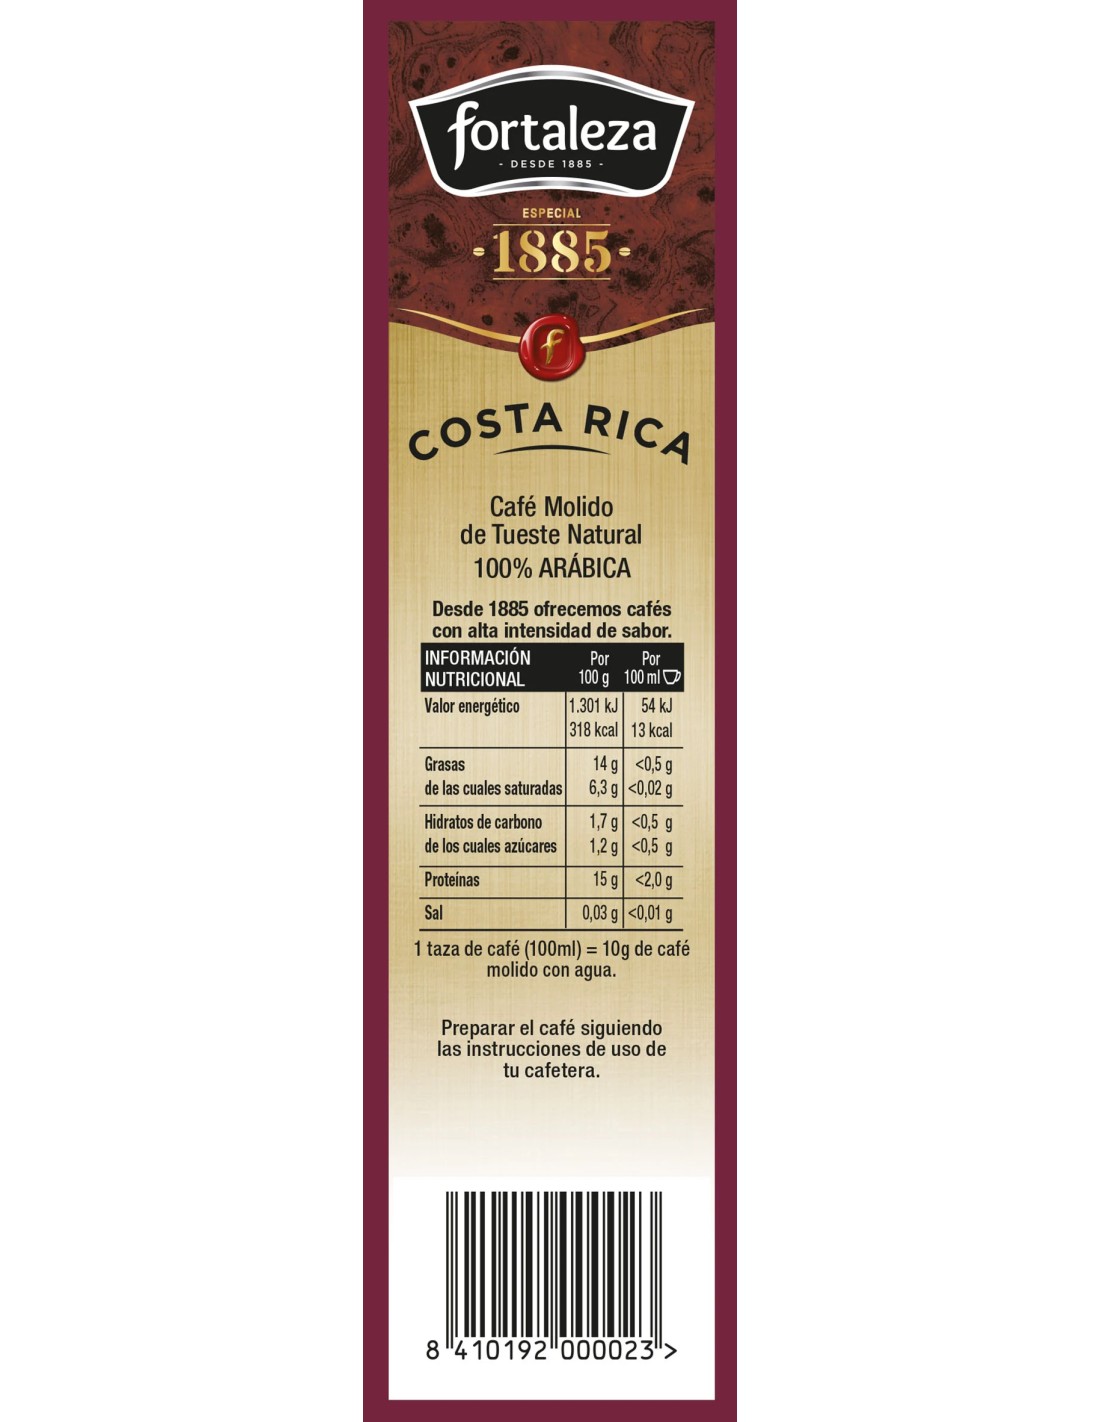 fortaleza
- DESDE 1885 -
ESPECIAL
1885
f
COSTA RICA
Café Molido
de Tueste Natural
100% ARÁBICA
Desde 1885 ofrecemos cafés
con alta intensidad de sabor.
INFORMACIÓN NUTRICIONAL Por 100 g Por 100 ml
Valor energético 1.301 kJ 54 kJ
318 kcal 13 kcal
Grasas 14 g <0,5 g
de las cuales saturadas 6,3 g <0,02 g
Hidratos de carbono 1,7 g <0,5 g
de los cuales azúcares 1,2 g <0,5 g
Proteínas 15 g <2,0 g
Sal 0,03 g <0,01 g
1 taza de café (100ml) = 10g de café
molido con agua.
Preparar el café siguiendo
las instrucciones de uso de
tu cafetera.
8 410192 000023 >